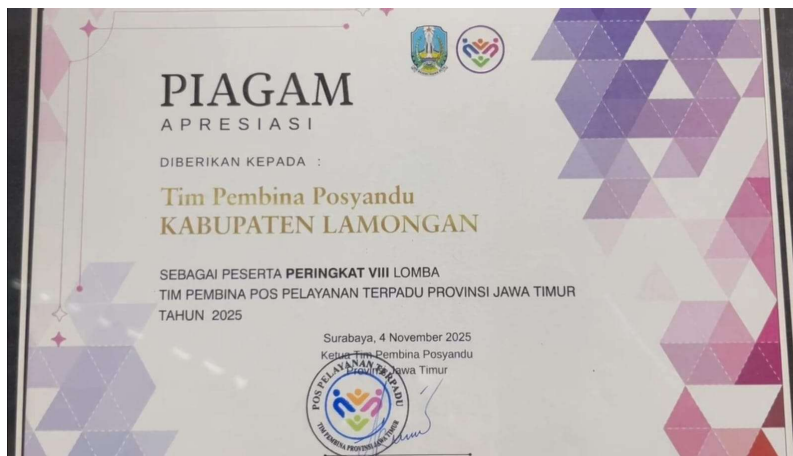 PIAGAM
APRESIASI
DIBERIKAN KEPADA :
Tim Pembina Posyandu
KABUPATEN LAMONGAN
SEBAGAI PESERTA PERINGKAT VIII LOMBA
TIM PEMBINA POS PELAYANAN TERPADU PROVINSI JAWA TIMUR
TAHUN 2025
Surabaya, 4 November 2025
Ketua Tim Pembina Posyandu
Provinsi Jawa Timur
POS PELAYANAN TERPADU
TIM PEMBINA PROVINSI JAWA TIMUR